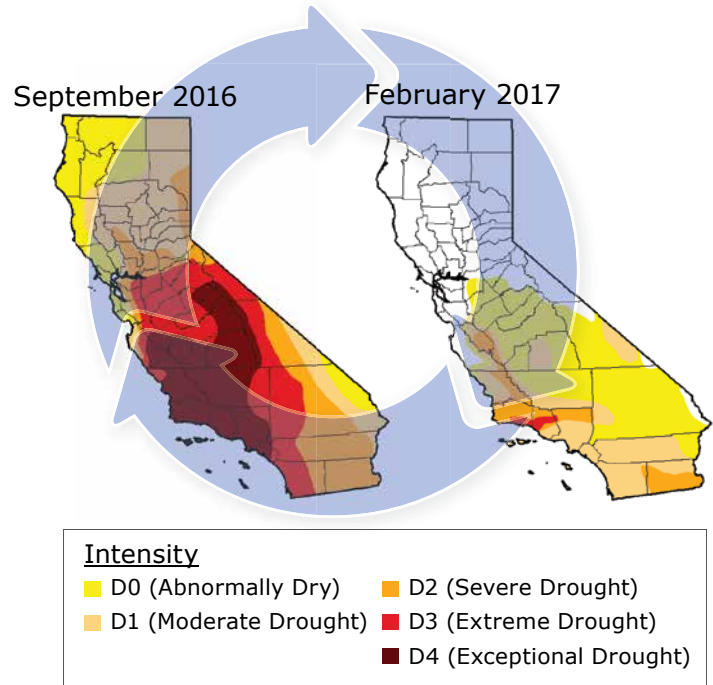 September 2016
February 2017
Intensity
D0 (Abnormally Dry)
D1 (Moderate Drought)
D2 (Severe Drought)
D3 (Extreme Drought)
D4 (Exceptional Drought)